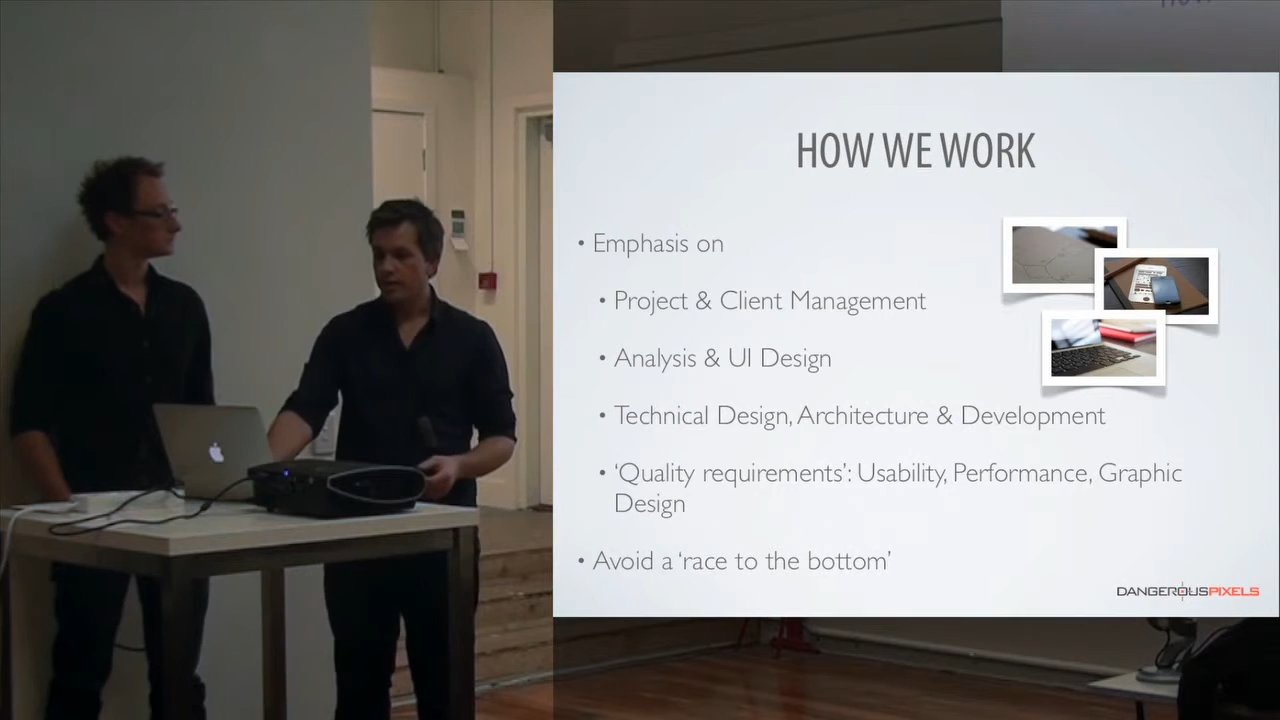 HOW WE WORK
• Emphasis on
• Project & Client Management
• Analysis & UI Design
• Technical Design, Architecture & Development
• ‘Quality requirements’: Usability, Performance, Graphic
Design
• Avoid a ‘race to the bottom’
DANGEROUSPIXELS